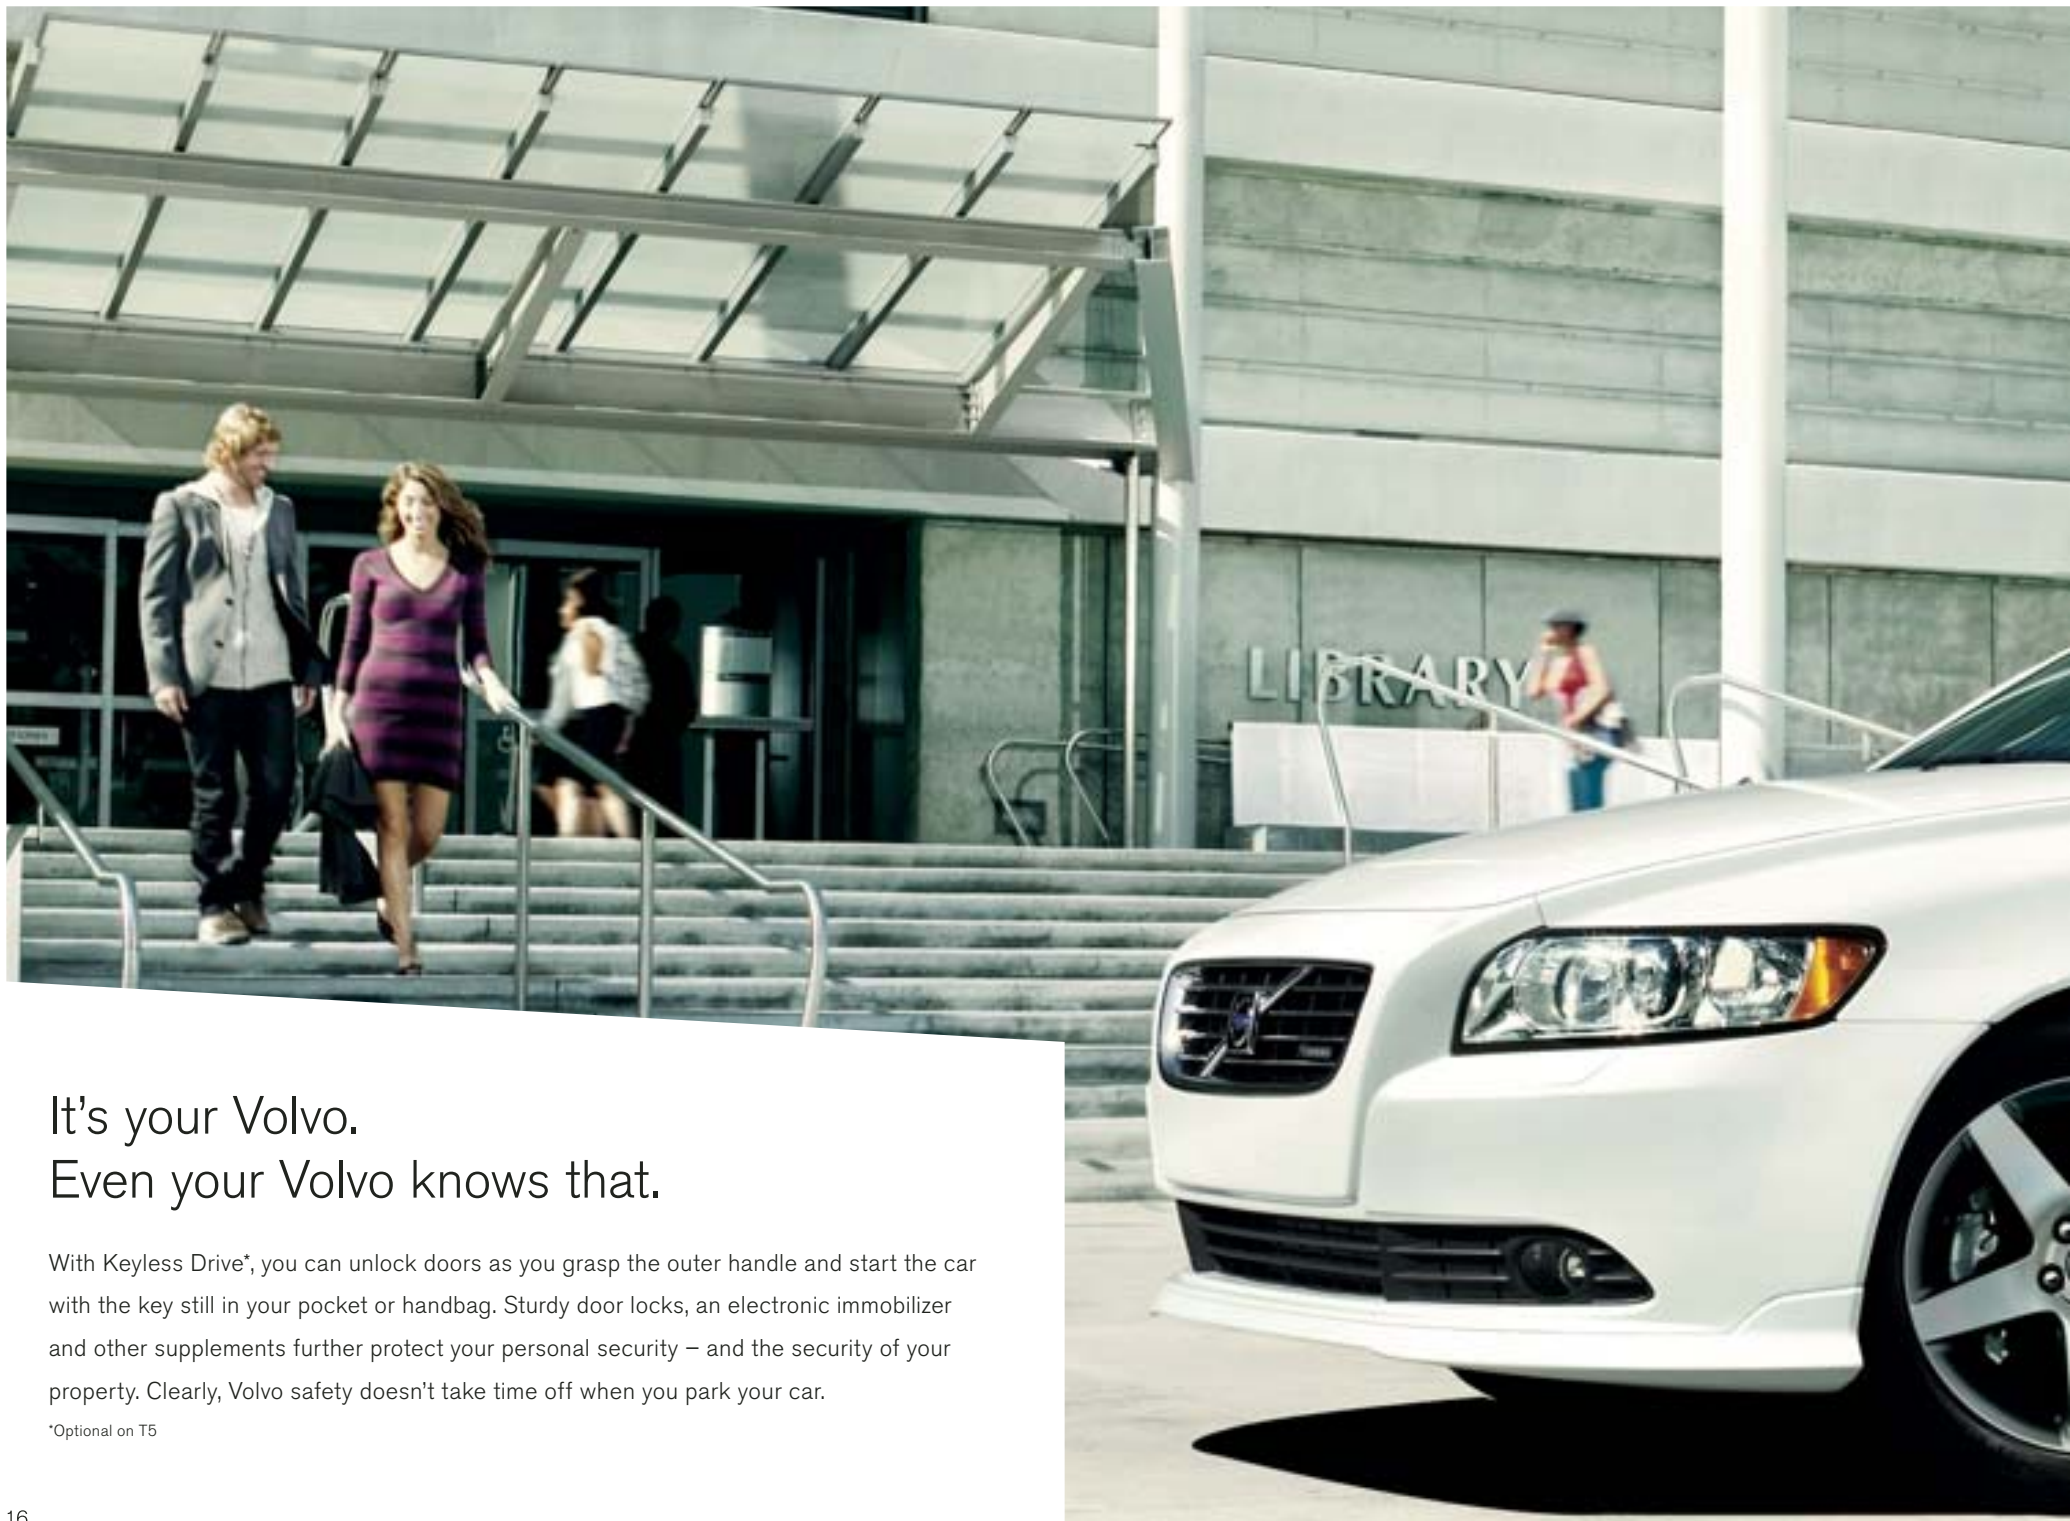 LIBRARY
It’s your Volvo.
Even your Volvo knows that.
With Keyless Drive*, you can unlock doors as you grasp the outer handle and start the car
with the key still in your pocket or handbag. Sturdy door locks, an electronic immobilizer
and other supplements further protect your personal security – and the security of your
property. Clearly, Volvo safety doesn’t take time off when you park your car.
*Optional on T5
16